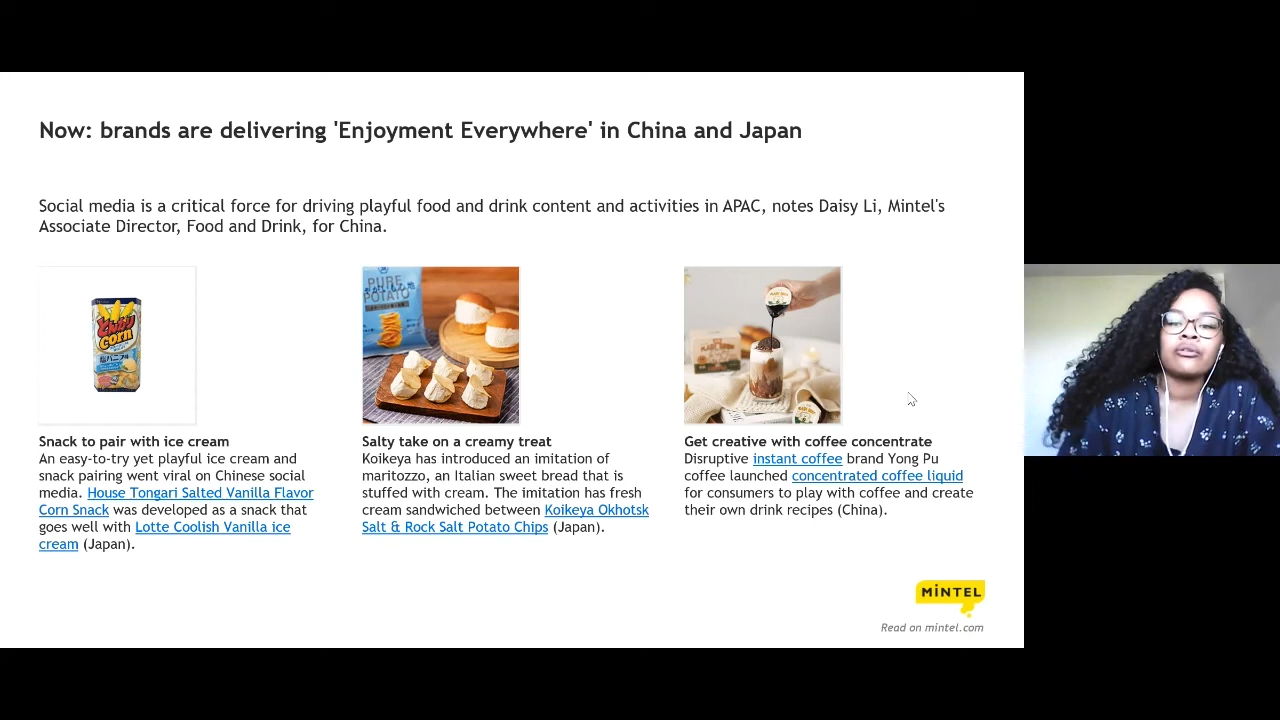 Now: brands are delivering 'Enjoyment Everywhere' in China and Japan
Social media is a critical force for driving playful food and drink content and activities in APAC, notes Daisy Li, Mintel's
Associate Director, Food and Drink, for China.
Corn
PURE
POTATO
Snack to pair with ice cream
An easy-to-try yet playful ice cream and
snack pairing went viral on Chinese social
media. House Tongari Salted Vanilla Flavor
Corn Snack was developed as a snack that
goes well with Lotte Coolish Vanilla ice
cream (Japan).
Salty take on a creamy treat
Koikeya has introduced an imitation of
maritozzo, an Italian sweet bread that is
stuffed with cream. The imitation has fresh
cream sandwiched between Koikeya Okhotsk
Salt & Rock Salt Potato Chips (Japan).
Get creative with coffee concentrate
Disruptive instant coffee brand Yong Pu
coffee launched concentrated coffee liquid
for consumers to play with coffee and create
their own drink recipes (China).
MINTEL
Read on mintel.com